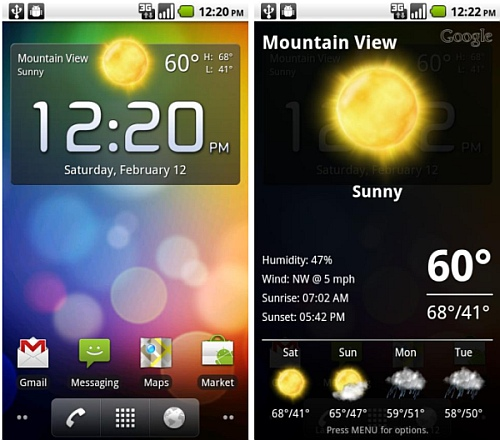 3G
12:20 PM
Mountain View
Sunny
60°
H: 68°
L: 41°
12:20 PM
Saturday, February 12
Gmail
Messaging
Maps
Market
3G
12:22 PM
Google
Mountain View
Sunny
Humidity: 47%
Wind: NW @ 5 mph
Sunrise: 07:02 AM
Sunset: 05:42 PM
60°
68°/41°
Sat
Sun
Mon
Tue
68°/41°
65°/47°
59°/51°
58°/50°
Press MENU for options.